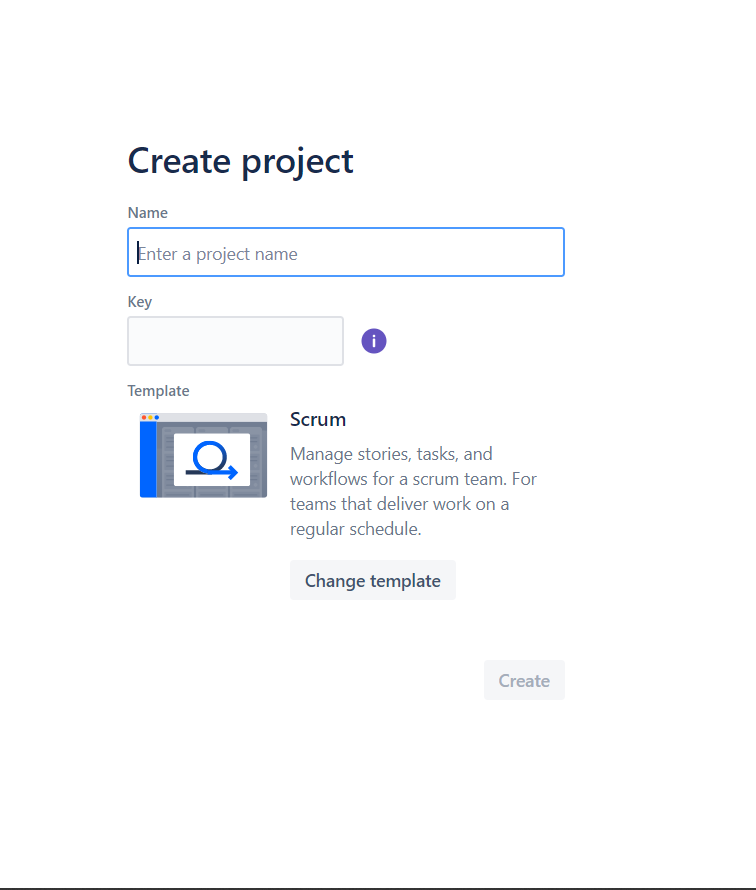 Create project
Name
Enter a project name
Key
Template
Scrum
Manage stories, tasks, and
workflows for a scrum team. For
teams that deliver work on a
regular schedule.
Change template
Create